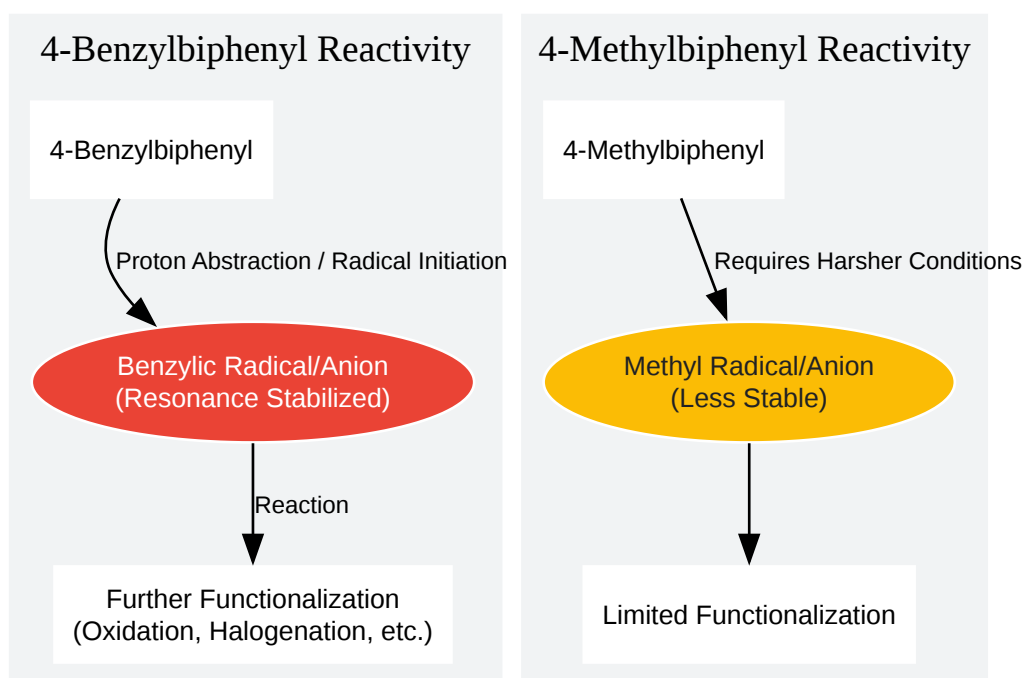 4-Benzylbiphenyl Reactivity
4-Benzylbiphenyl
Proton Abstraction / Radical Initiation
Benzylic Radical/Anion
(Resonance Stabilized)
Reaction
Further Functionalization
(Oxidation, Halogenation, etc.)
4-Methylbiphenyl Reactivity
4-Methylbiphenyl
Requires Harsher Conditions
Methyl Radical/Anion
(Less Stable)
Limited Functionalization